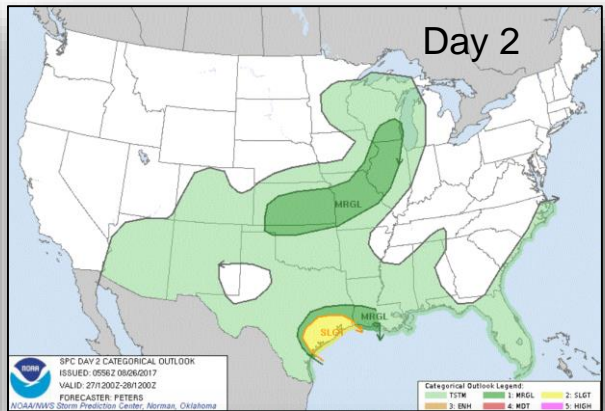 Day 2
MRGL
MRGL
SLGT
noaa
SPC DAY 2 CATEGORICAL OUTLOOK
ISSUED: 0556Z 08/26/2017
VALID: 27/1200Z-28/1200Z
FORECASTER: PETERS
NOAA/NWS Storm Prediction Center, Norman, Oklahoma
Categorical Outlook Legend:
TSTM 1: MRGL 2: SLGT
3: ENH 4: MDT 5: HIGH